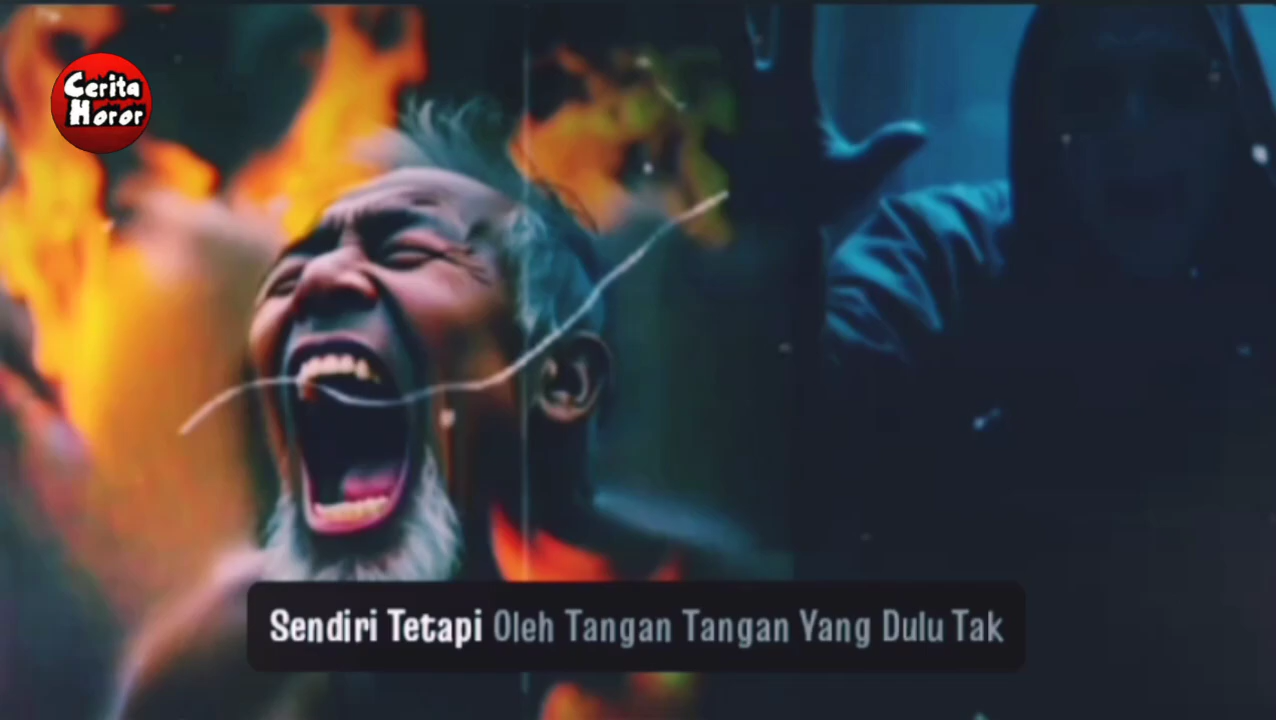 Cerita
Horor
Sendiri Tetapi Oleh Tangan Tangan Yang Dulu Tak